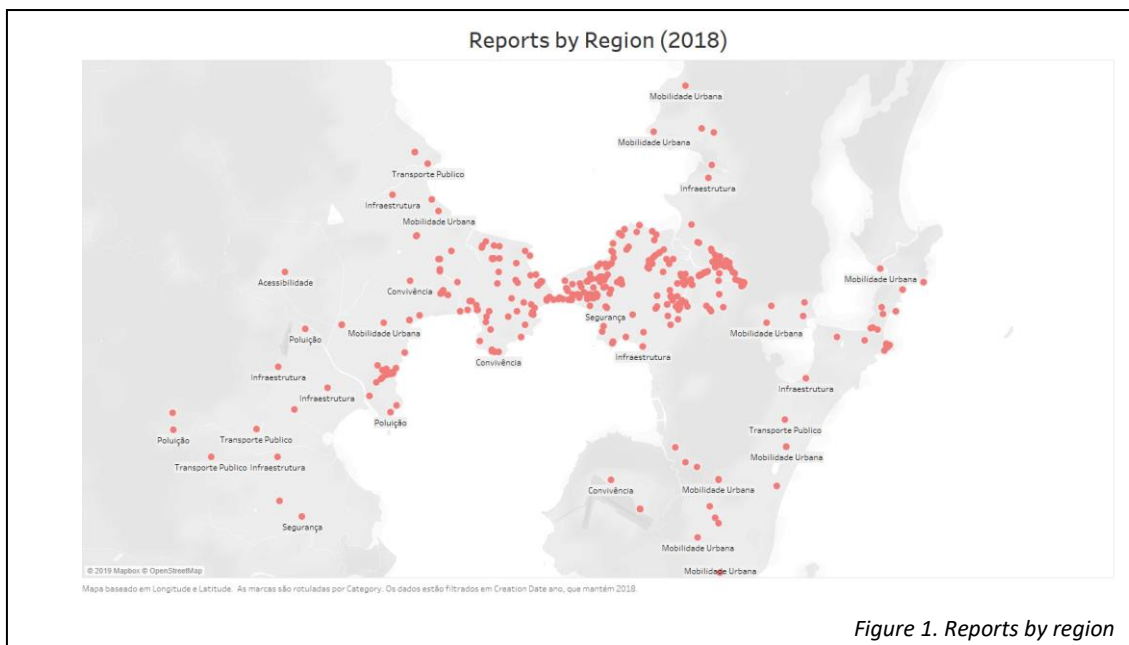 Reports by Region (2018)
Mobilidade Urbana
Mobilidade Urbana
Transporte Publico
Infraestrutura
Infraestrutura
Mobilidade Urbana
Acessibilidade
Mobilidade Urbana
Convivência
Segurança
Poluição
Mobilidade Urbana
Mobilidade Urbana
Convivência
Infraestrutura
Infraestrutura
Infraestrutura
Infraestrutura
Poluição
Transporte Publico
Poluição
Transporte Publico
Mobilidade Urbana
Transporte Publico
Infraestrutura
Convivência
Mobilidade Urbana
Segurança
Mobilidade Urbana
Mobilidade Urbana
© 2019 Mapbox © OpenStreetMap
Mapa baseado em Longitude e Latitude. As marcas são rotuladas por Category. Os dados estão filtrados em Creation Date ano, que mantém 2018.
Figure 1. Reports by region